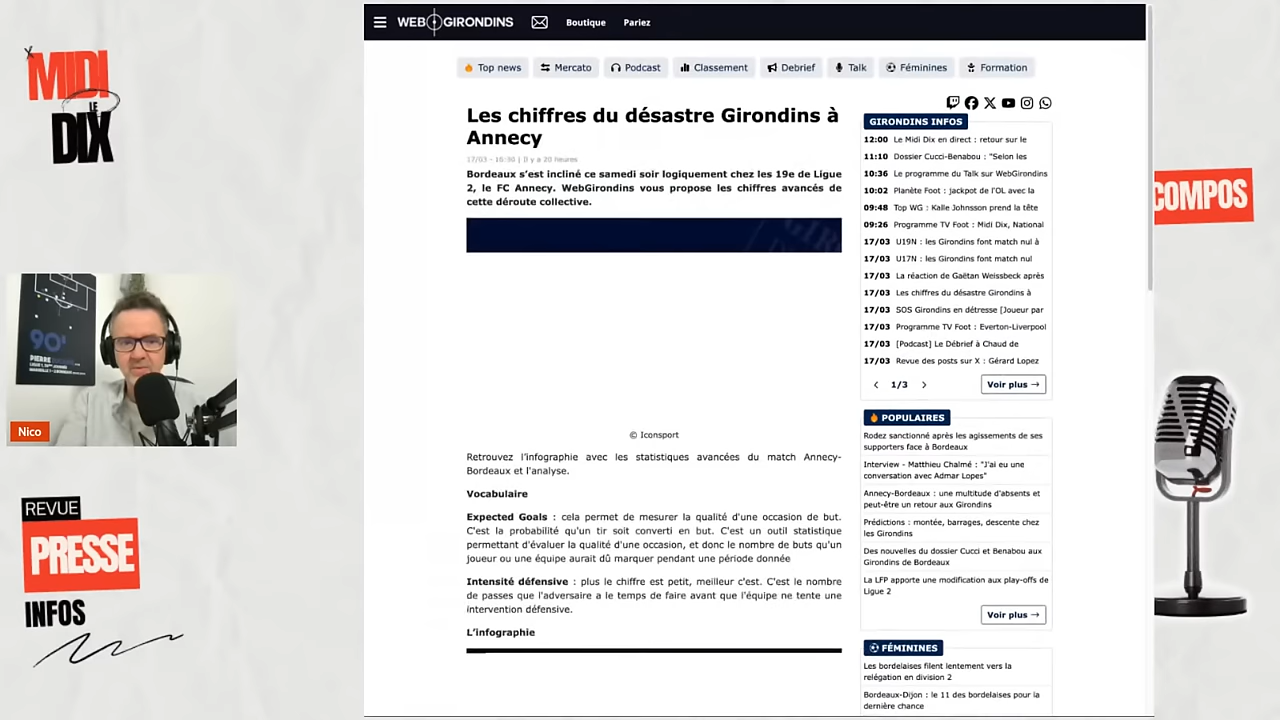 MIDI
LE
DIX
90'
PIERRE
Nico
REVUE
PRESSE
INFOS
COMPOS
WEB GIRONDINS
Boutique
Pariez
Top news
Mercato
Podcast
Classement
Debrief
Talk
Féminines
Formation
Les chiffres du désastre Girondins à
Annecy
17/03 - 16:30 | Il y a 20 heures
Bordeaux s'est incliné ce samedi soir logiquement chez les 19e de Ligue
2, le FC Annecy. WebGirondins vous propose les chiffres avancés de
cette déroute collective.
© Iconsport
Retrouvez l'infographie avec les statistiques avancées du match Annecy-
Bordeaux et l'analyse.
Vocabulaire
Expected Goals : cela permet de mesurer la qualité d'une occasion de but.
C'est la probabilité qu'un tir soit converti en but. C'est un outil statistique
permettant d'évaluer la qualité d'une occasion, et donc le nombre de buts qu'un
joueur ou une équipe aurait dû marquer pendant une période donnée
Intensité défensive : plus le chiffre est petit, meilleur c'est. C'est le nombre
de passes que l'adversaire a le temps de faire avant que l'équipe ne tente une
intervention défensive.
L'infographie
GIRONDINS INFOS
12:00 Le Midi Dix en direct : retour sur le
11:10 Dossier Cucci-Benabou : "Selon les
10:36 Le programme du Talk sur WebGirondins
10:02 Planète Foot : jackpot de l'OL avec la
09:48 Top WG : Kalle Johnsson prend la tête
09:26 Programme TV Foot : Midi Dix, National
17/03 U19N : les Girondins font match nul à
17/03 U17N : les Girondins font match nul
17/03 La réaction de Gaëtan Weissbeck après
17/03 Les chiffres du désastre Girondins à
17/03 SOS Girondins en détresse [Joueur par
17/03 Programme TV Foot : Everton-Liverpool
17/03 [Podcast] Le Débrief à Chaud de
17/03 Revue des posts sur X : Gérard Lopez
1/3
Voir plus →
POPULAIRES
Rodez sanctionné après les agissements de ses
supporters face à Bordeaux
Interview - Matthieu Chalmé : "J'ai eu une
conversation avec Admar Lopes"
Annecy-Bordeaux : une multitude d'absents et
peut-être un retour aux Girondins
Prédictions : montée, barrages, descente chez
les Girondins
Des nouvelles du dossier Cucci et Benabou aux
Girondins de Bordeaux
La LFP apporte une modification aux play-offs de
Ligue 2
Voir plus →
FÉMININES
Les bordelaises filent lentement vers la
relégation en division 2
Bordeaux-Dijon : le 11 des bordelaises pour la
dernière chance